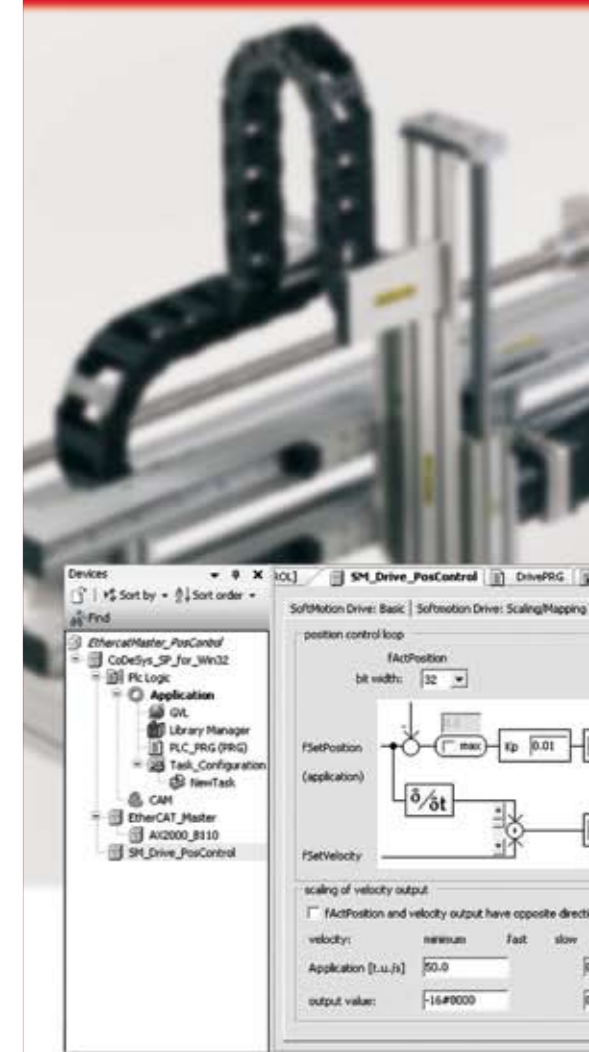 Devices
Sort by
Sort order
Find
EthercatMaster_PosControl
CoDeSys_SP_for_Win32
Plc Logic
Application
GVL
Library Manager
PLC_PRG (PRG)
Task_Configuration
NewTask
CAM
EtherCAT_Master
AX2000_B110
SM_Drive_PosControl
ROL] SM_Drive_PosControl DrivePRG
SoftMotion Drive: Basic Softmotion Drive: Scaling/Mapping
position control loop
fActPosition
bit width: 32
fSetPosition
max Kp 0.01
(application)
δ/δt
fSetVelocity
scaling of velocity output
fActPosition and velocity output have opposite directi
velocity: minimum Fast slow
Application [t.u./s] 50.0
output value: -16#8000